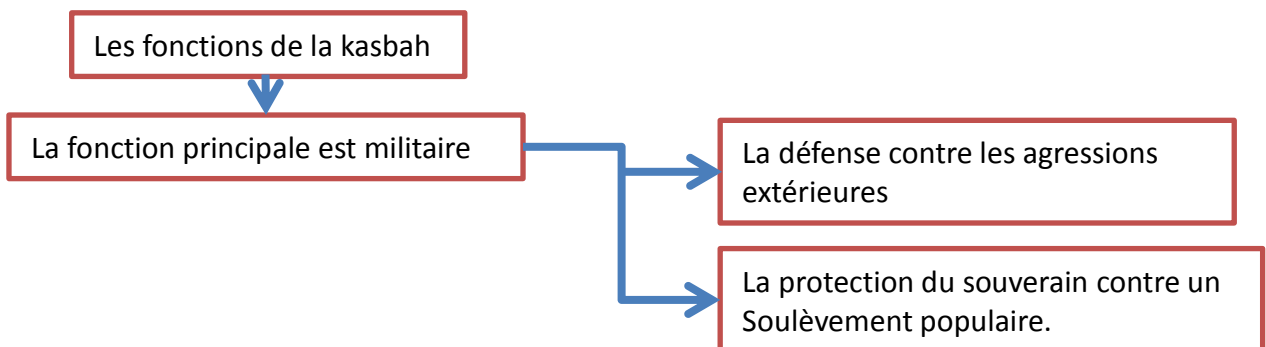 Les fonctions de la kasbah
La fonction principale est militaire
La défense contre les agressions
extérieures
La protection du souverain contre un
Soulèvement populaire.